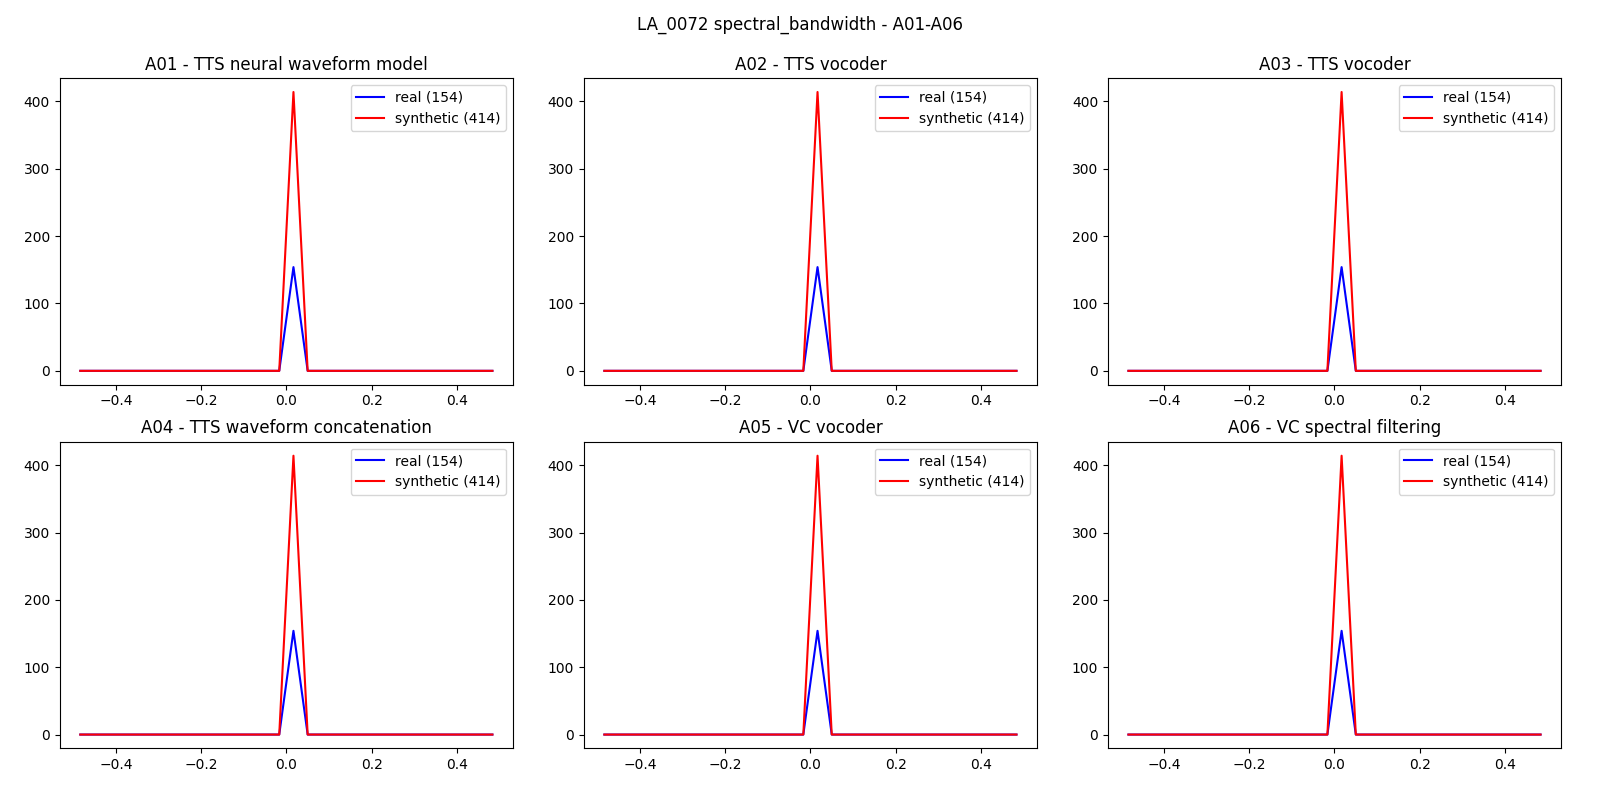 LA_0072 spectral_bandwidth - A01-A06
A01 - TTS neural waveform model
400
300
200
100
0
real (154)
synthetic (414)
−0.4 −0.2 0.0 0.2 0.4
A02 - TTS vocoder
400
300
200
100
0
real (154)
synthetic (414)
−0.4 −0.2 0.0 0.2 0.4
A03 - TTS vocoder
400
300
200
100
0
real (154)
synthetic (414)
−0.4 −0.2 0.0 0.2 0.4
A04 - TTS waveform concatenation
400
300
200
100
0
real (154)
synthetic (414)
−0.4 −0.2 0.0 0.2 0.4
A05 - VC vocoder
400
300
200
100
0
real (154)
synthetic (414)
−0.4 −0.2 0.0 0.2 0.4
A06 - VC spectral filtering
400
300
200
100
0
real (154)
synthetic (414)
−0.4 −0.2 0.0 0.2 0.4